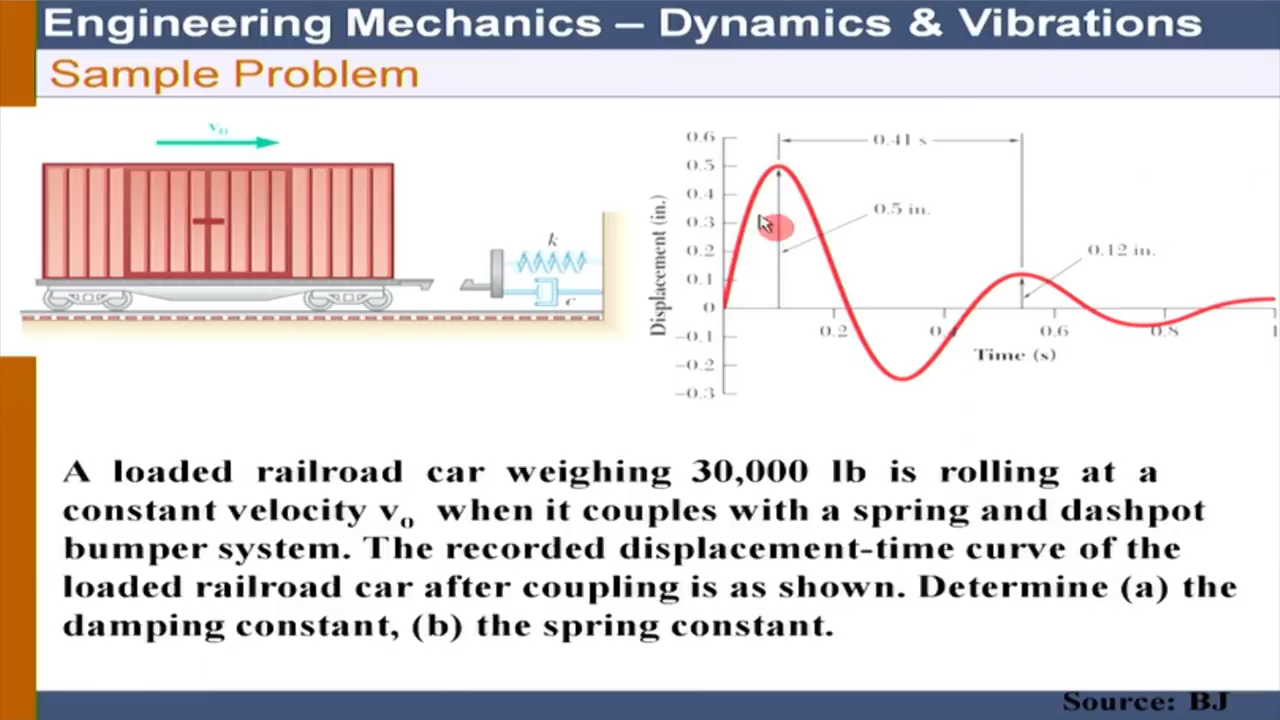 Engineering Mechanics – Dynamics & Vibrations
Sample Problem
v₀
k
c
0.6
0.5
0.4
0.3
0.2
0.1
0
–0.1
–0.2
–0.3
Displacement (in.)
0.41 s
0.5 in.
0.12 in.
0.2
0.4
0.6
0.8
1
Time (s)
A loaded railroad car weighing 30,000 lb is rolling at a
constant velocity v₀ when it couples with a spring and dashpot
bumper system. The recorded displacement-time curve of the
loaded railroad car after coupling is as shown. Determine (a) the
damping constant, (b) the spring constant.
Source: BJ